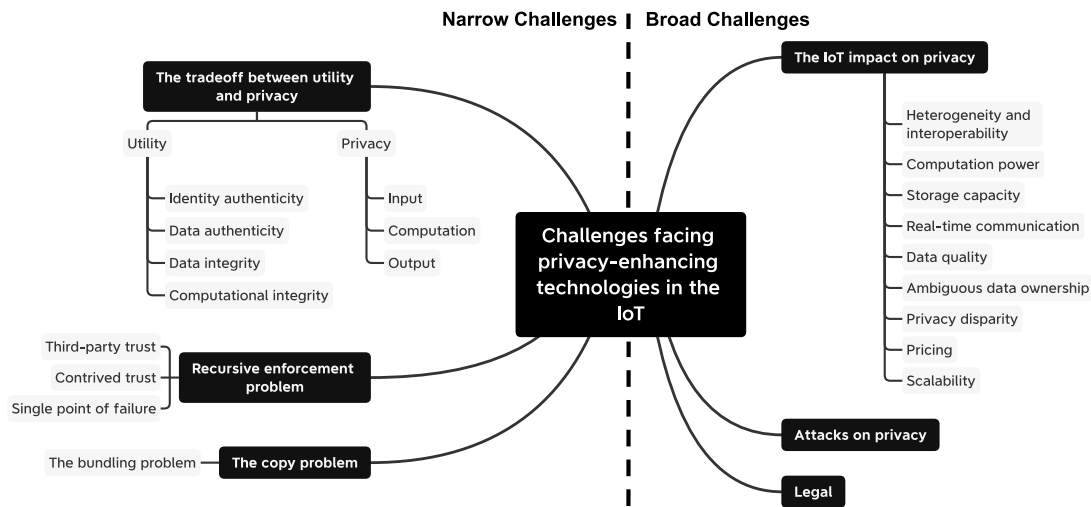 Narrow Challenges
Broad Challenges
The tradeoff between utility
and privacy
Utility
Identity authenticity
Data authenticity
Data integrity
Computational integrity
Privacy
Input
Computation
Output
Recursive enforcement
problem
Third-party trust
Contrived trust
Single point of failure
The copy problem
The bundling problem
Challenges facing
privacy-enhancing
technologies in the
IoT
The IoT impact on privacy
Heterogeneity and
interoperability
Computation power
Storage capacity
Real-time communication
Data quality
Ambiguous data ownership
Privacy disparity
Pricing
Scalability
Attacks on privacy
Legal